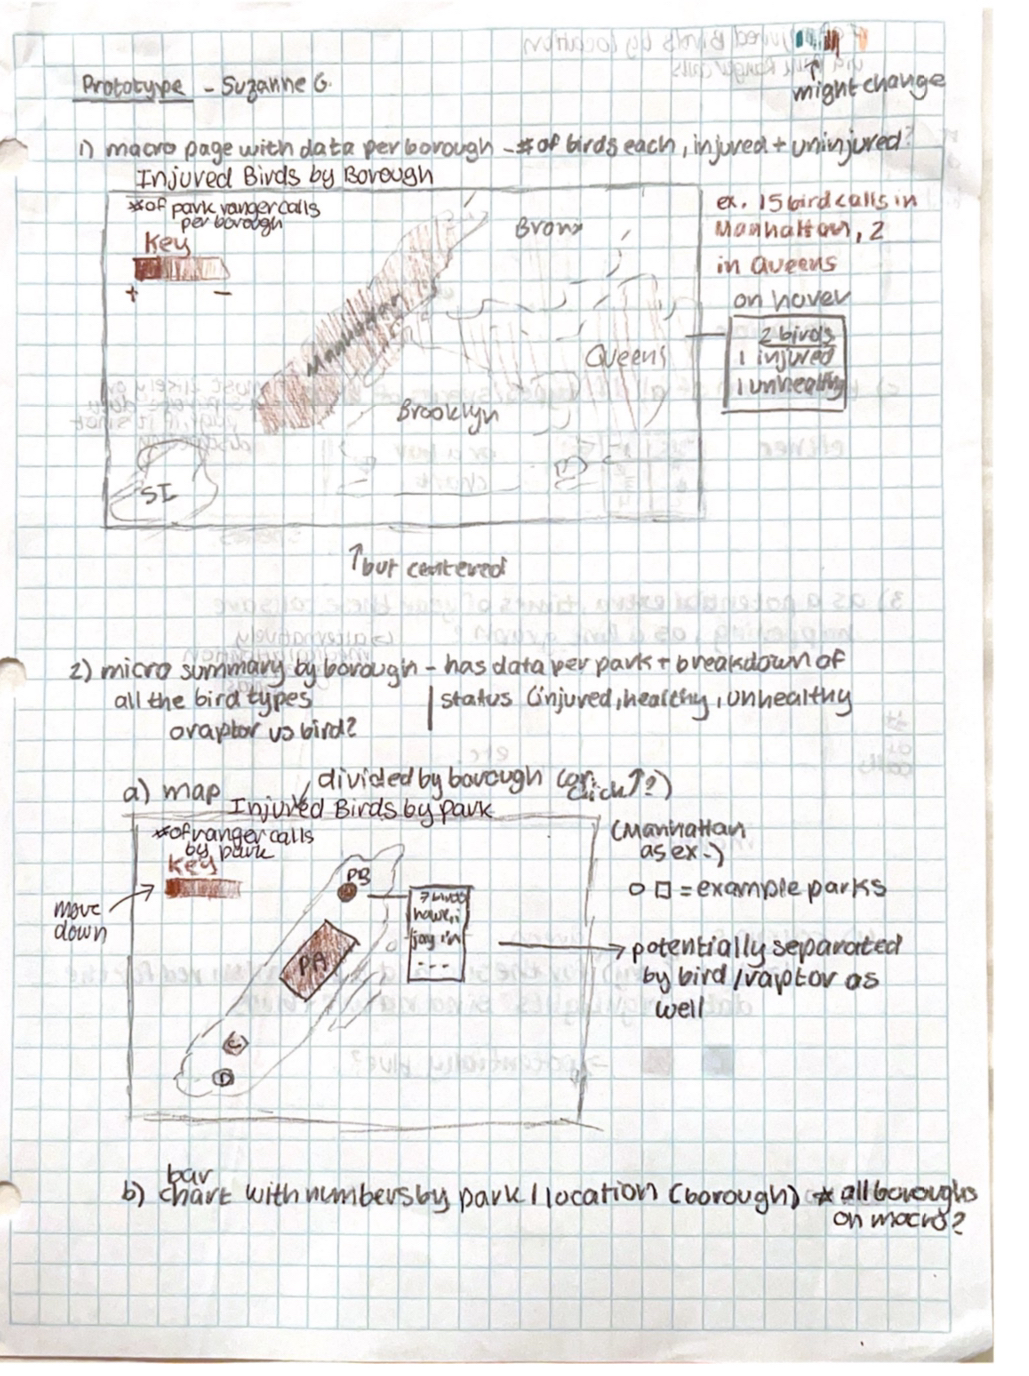 might change
Prototype - Suzanne G.
1) macro page with data per borough - # of birds each, injured + uninjured?
Injured Birds by Borough
# of park ranger calls
per borough
Key
+ -
Bronx
Manhattan
Queens
Brooklyn
SI
ex. 15 bird calls in
Manhattan, 2
in Queens
on hover
2 birds
1 injured
1 unhealthy
↑ but centered
2) micro summary by borough - has data per park + breakdown of
all the bird types | status (injured, healthy, unhealthy
o raptor vs bird?
a) map
divided by borough (or click ↑?)
Injured Birds by park
# of ranger calls
by park
Key
move
down
PB
PA
C
D
7 birds
- - -
(Manhattan
as ex.)
○ □ = example parks
→ potentially separated
by bird/raptor as
well
bar
b) chart with numbers by park / location (borough) * all boroughs
on macro?